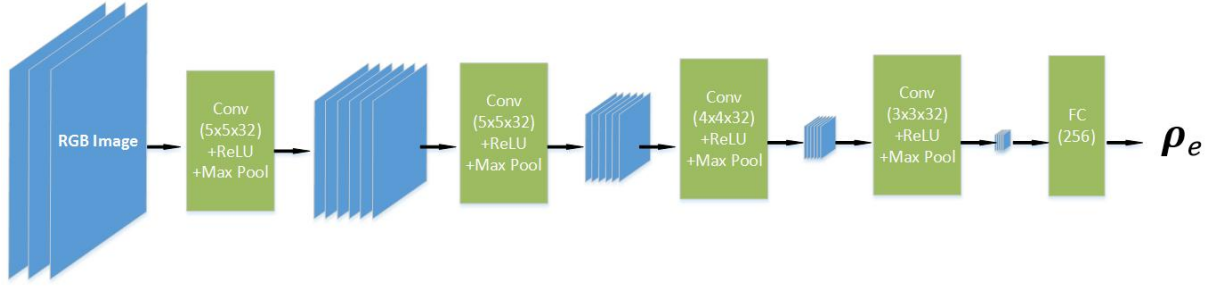 RGB Image
Conv
(5x5x32)
+ReLU
+Max Pool
Conv
(5x5x32)
+ReLU
+Max Pool
Conv
(4x4x32)
+ReLU
+Max Pool
Conv
(3x3x32)
+ReLU
+Max Pool
FC
(256)
ρe